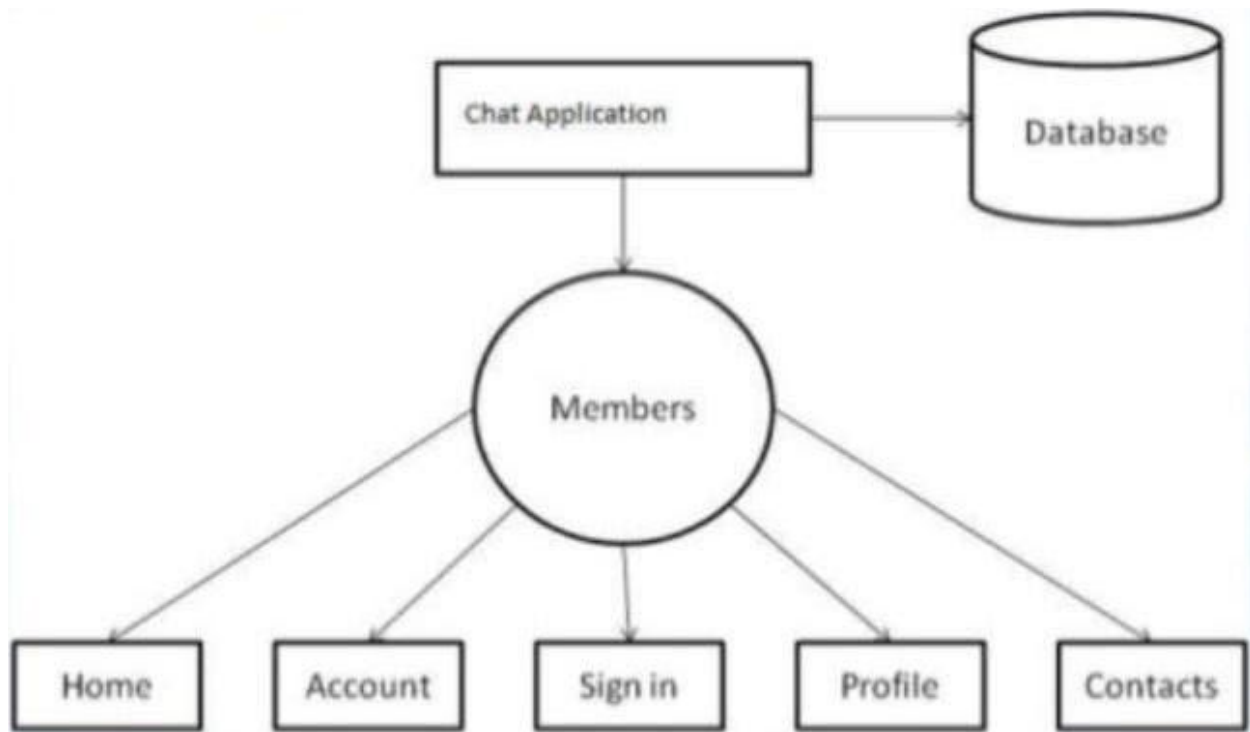 Chat Application
Database
Members
Home
Account
Sign in
Profile
Contacts